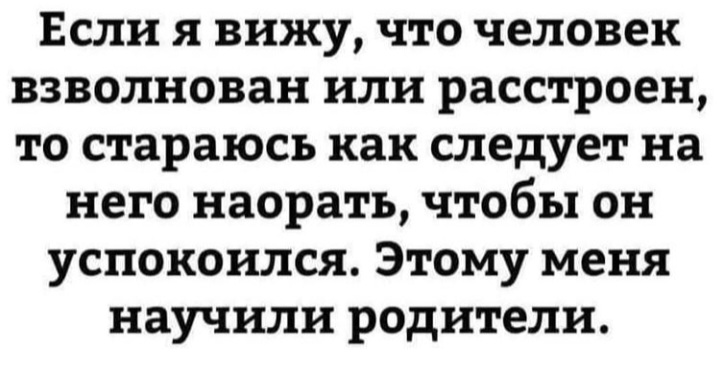 Если я вижу, что человек
взволнован или расстроен,
то стараюсь как следует на
него наорать, чтобы он
успокоился. Этому меня
научили родители.